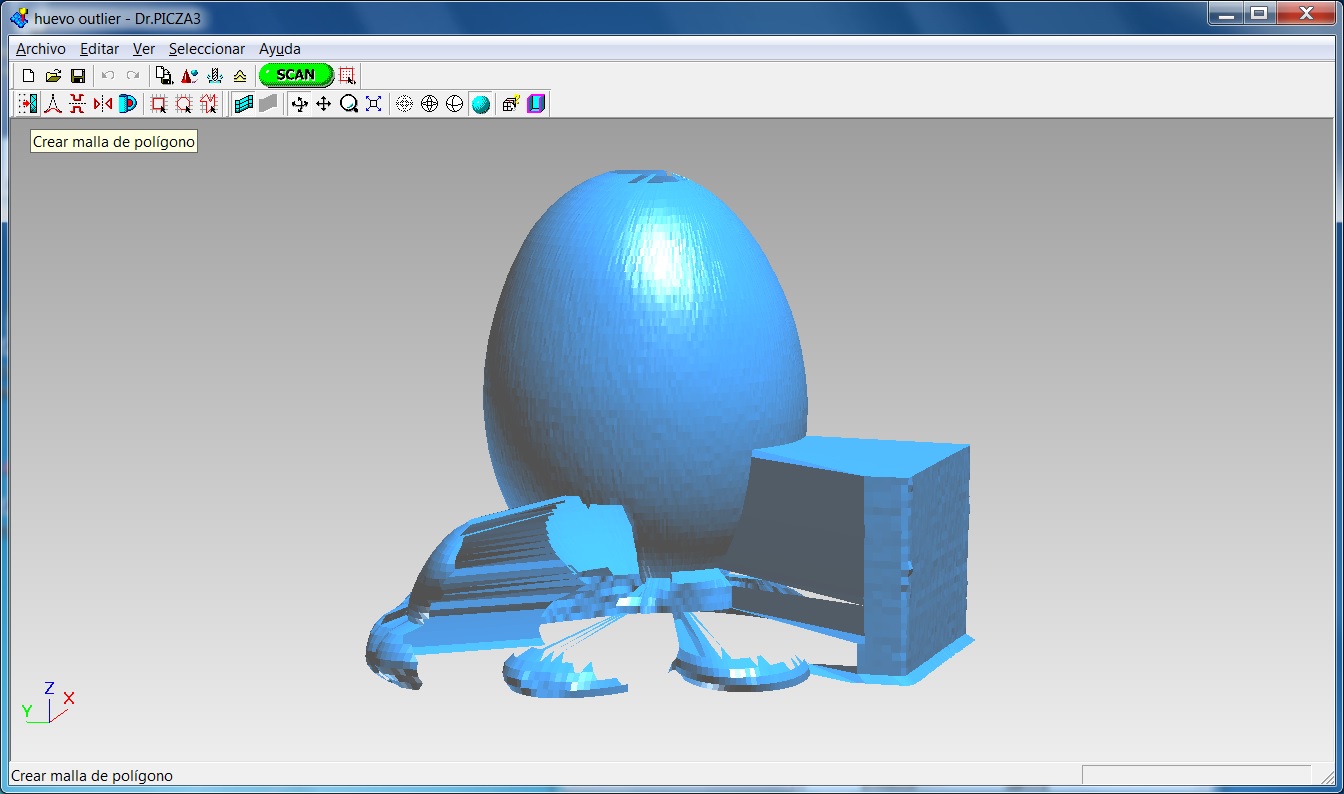 huevo outlier - Dr.PICZA3
Archivo Editar Ver Seleccionar Ayuda
SCAN
Crear malla de polígono
Z
X
Y
Crear malla de polígono